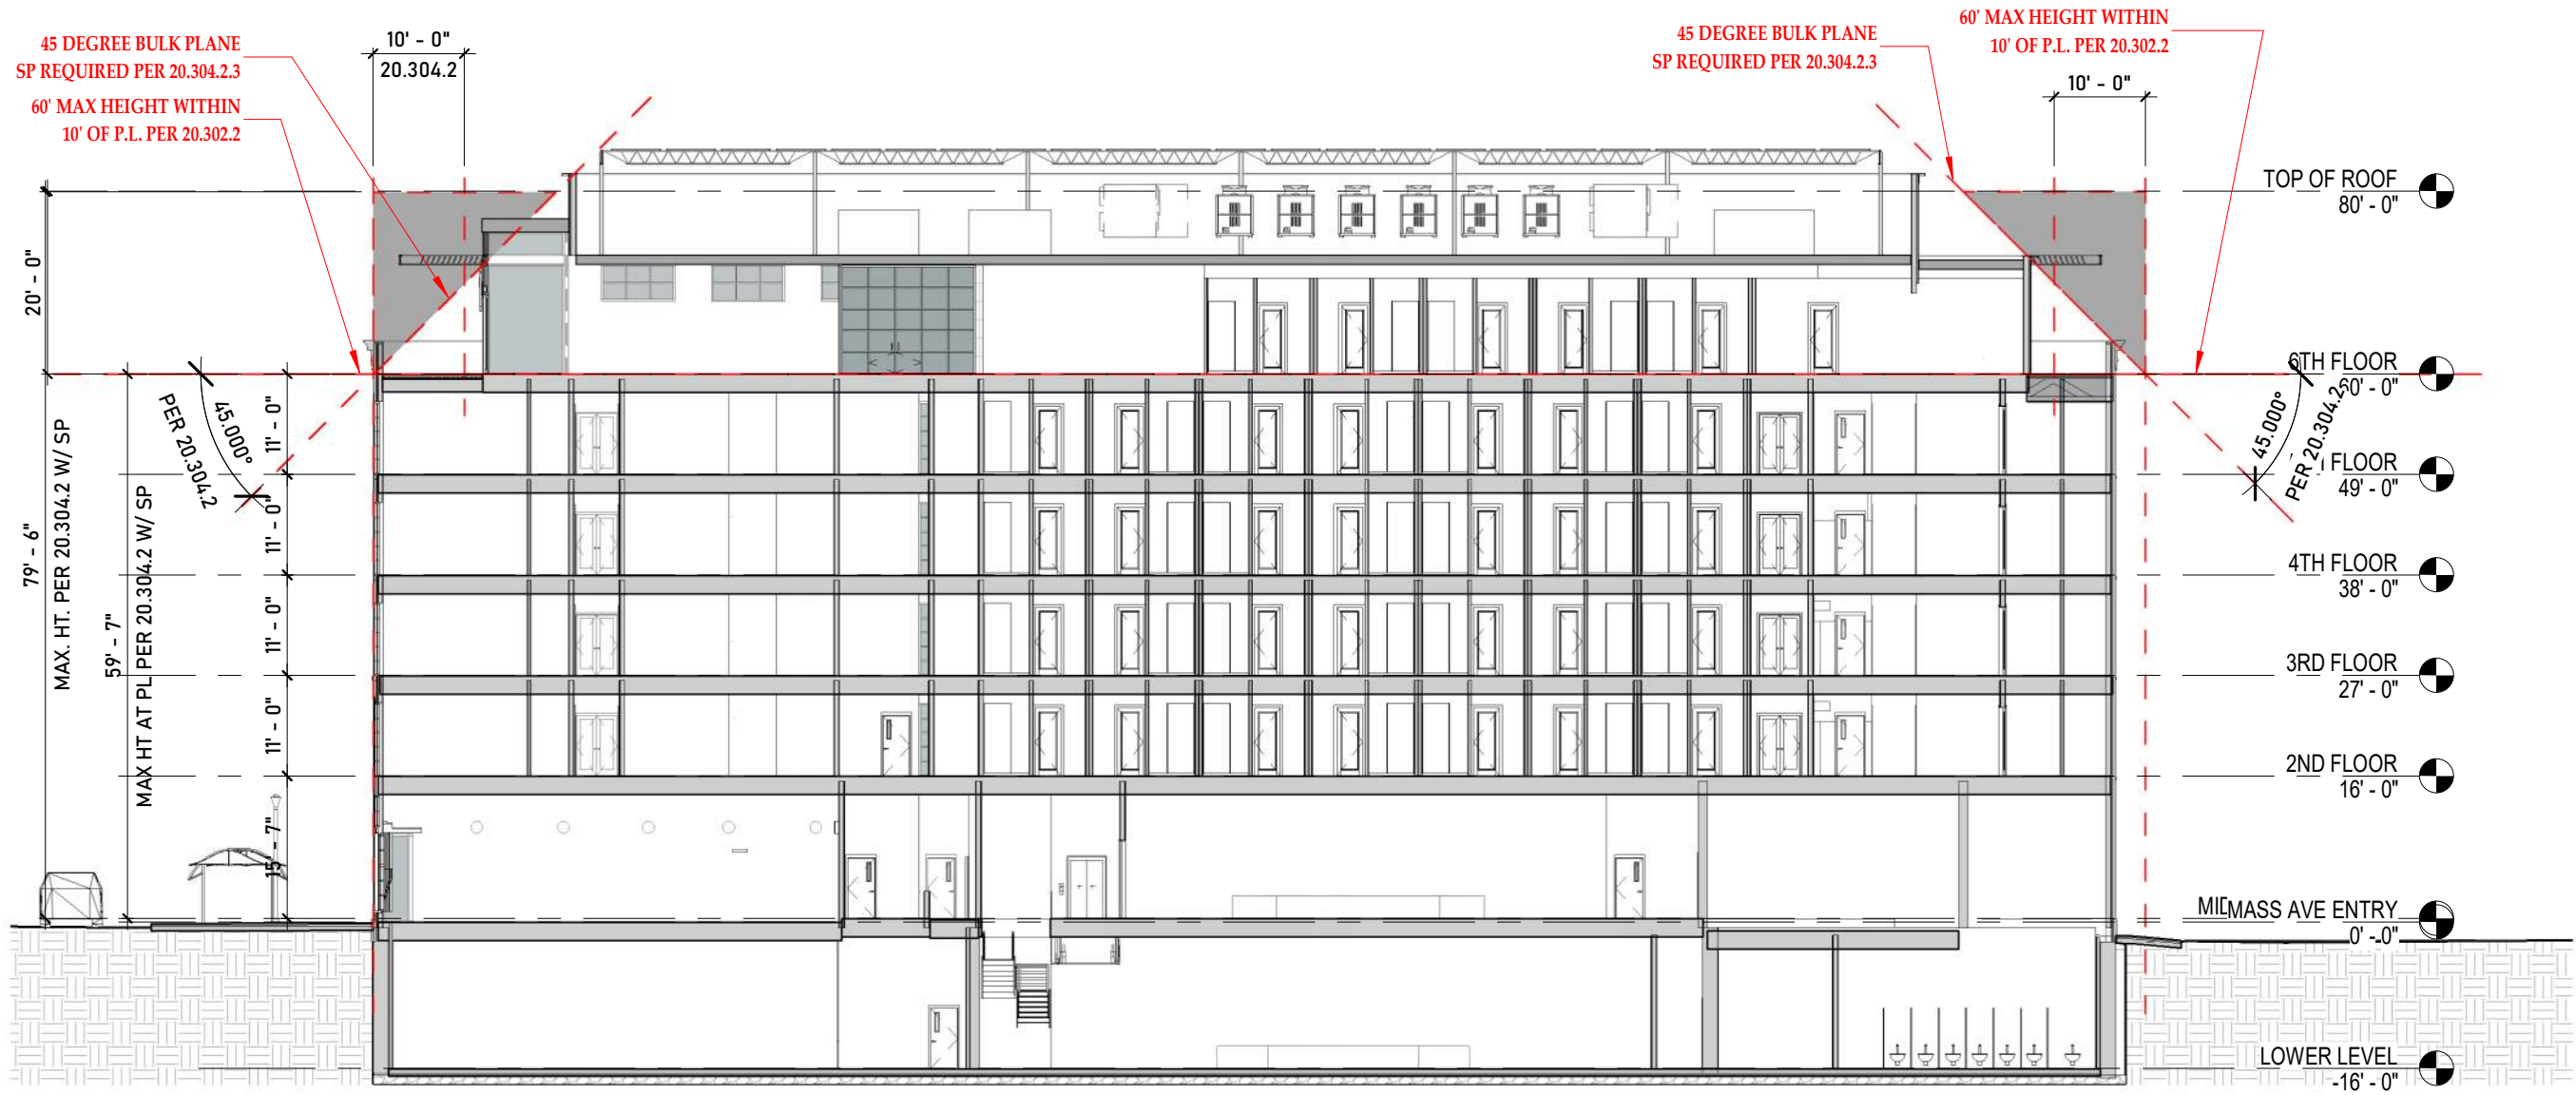 45 DEGREE BULK PLANE
SP REQUIRED PER 20.304.2.3
60' MAX HEIGHT WITHIN
10' OF P.L. PER 20.302.2
10' - 0"
20.304.2
45 DEGREE BULK PLANE
SP REQUIRED PER 20.304.2.3
60' MAX HEIGHT WITHIN
10' OF P.L. PER 20.302.2
10' - 0"
20' - 0"
79' - 6"
MAX. HT. PER 20.304.2 W/ SP
59' - 7"
MAX HT AT PL PER 20.304.2 W/ SP
45.000°
PER 20.304.2
11' - 0"
11' - 0"
11' - 0"
11' - 0"
15' - 7"
45.000°
PER 20.304.2
TOP OF ROOF
80' - 0"
6TH FLOOR
60' - 0"
FLOOR
49' - 0"
4TH FLOOR
38' - 0"
3RD FLOOR
27' - 0"
2ND FLOOR
16' - 0"
MASS AVE ENTRY
0' - 0"
LOWER LEVEL
-16' - 0"